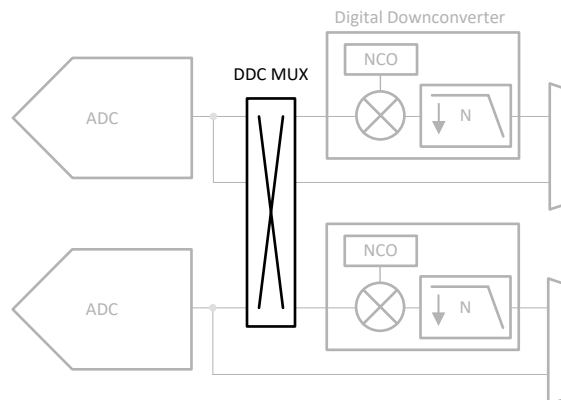 Digital Downconverter
NCO
DDC MUX
ADC
N
NCO
ADC
N